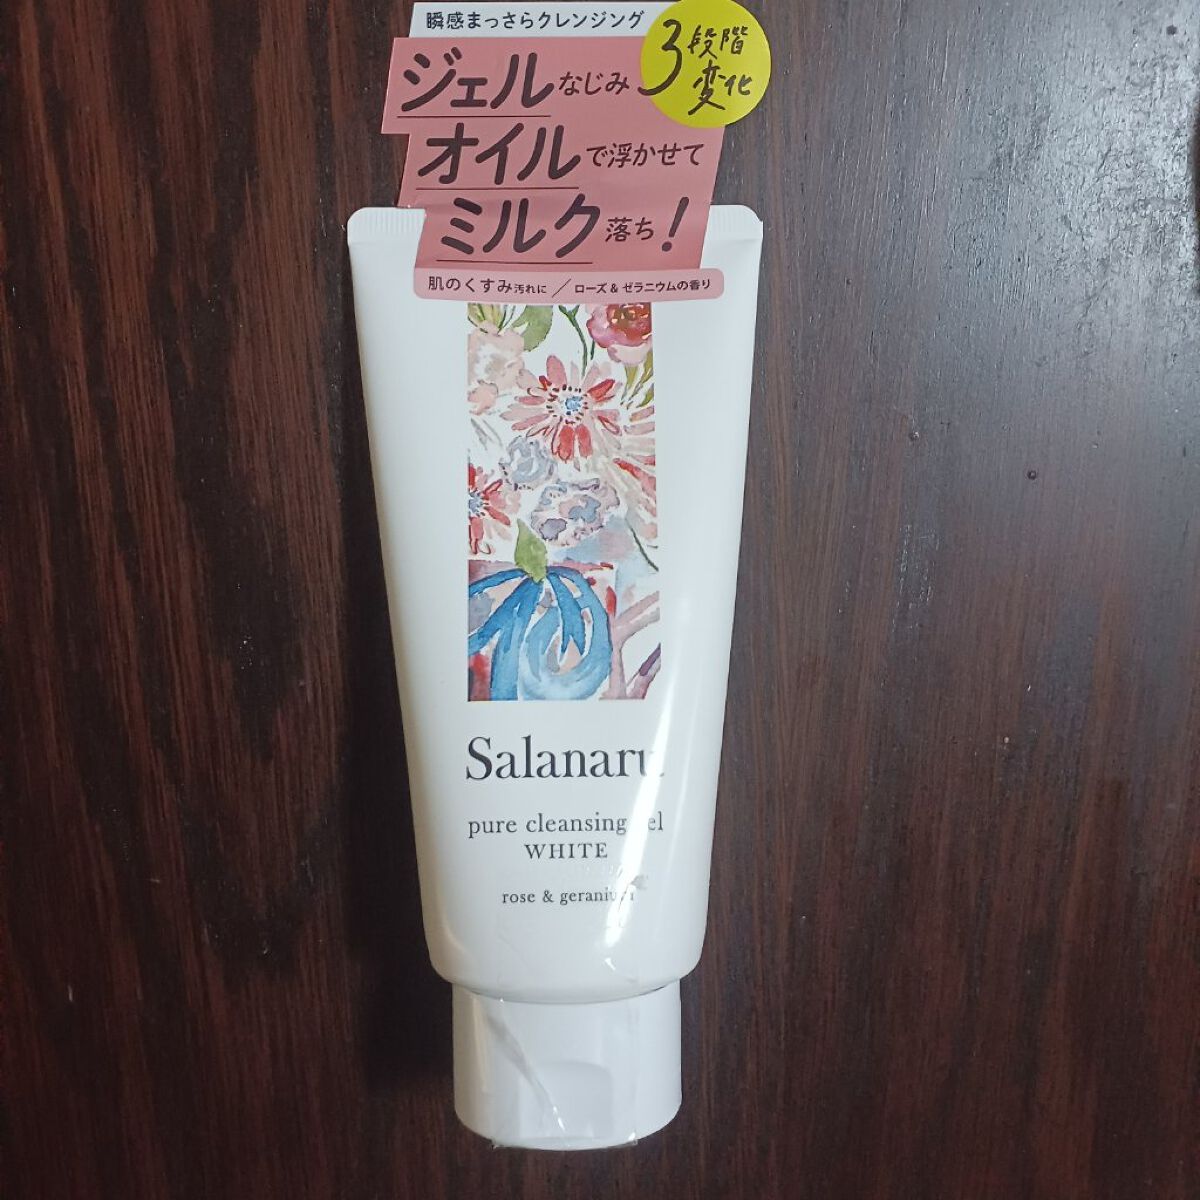 瞬感まっさらクレンジング
3段階
変化
ジェルなじみ
オイルで浮かせて
ミルク落ち!
肌のくすみ汚れに／ローズ&ゼラニウムの香り
Salanaru
pure cleansing gel
WHITE
rose & geranium